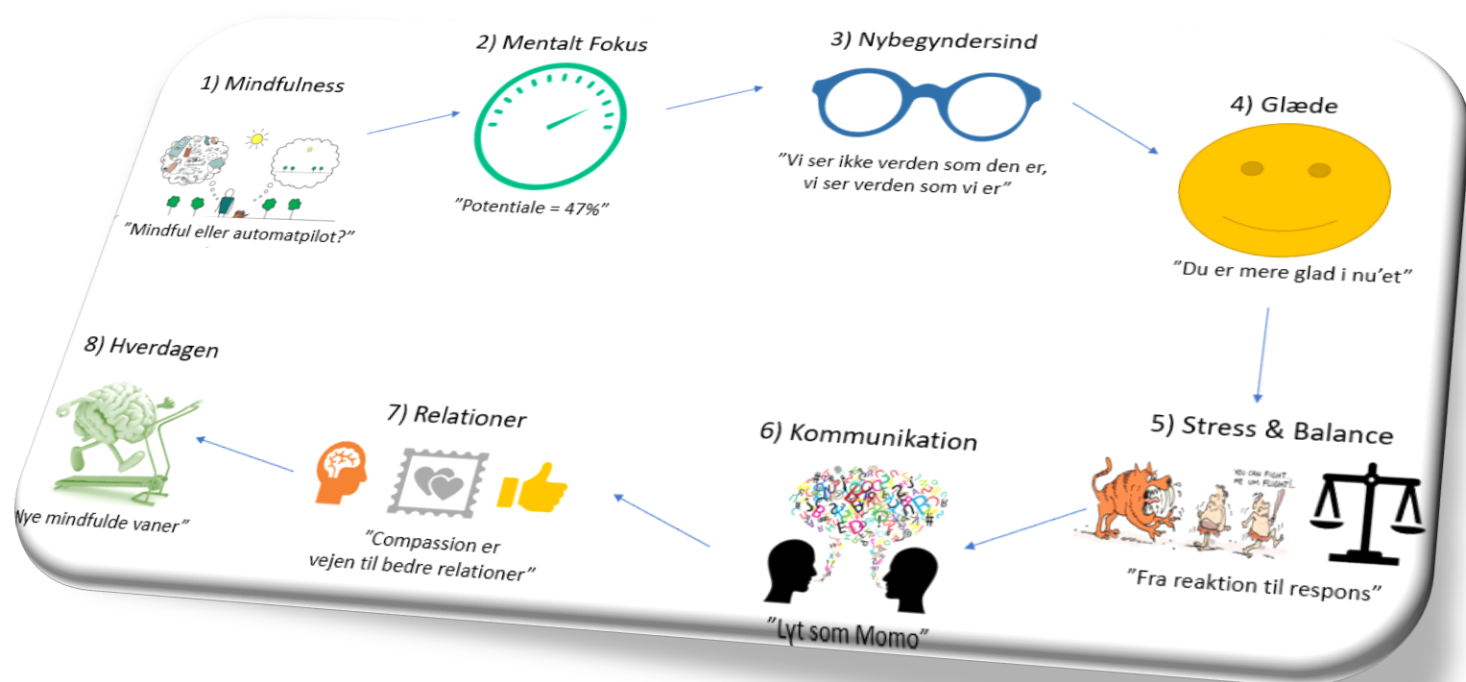 1) Mindfulness
"Mindful eller automatpilot?"
2) Mentalt Fokus
"Potentiale = 47%"
3) Nybegyndersind
"Vi ser ikke verden som den er,
vi ser verden som vi er"
4) Glæde
"Du er mere glad i nu'et"
5) Stress & Balance
YOU CAN FIGHT...
ME UM FLIGHT!..
"Fra reaktion til respons"
6) Kommunikation
"Lyt som Momo"
7) Relationer
"Compassion er
vejen til bedre relationer"
8) Hverdagen
Nye mindfulde vaner"